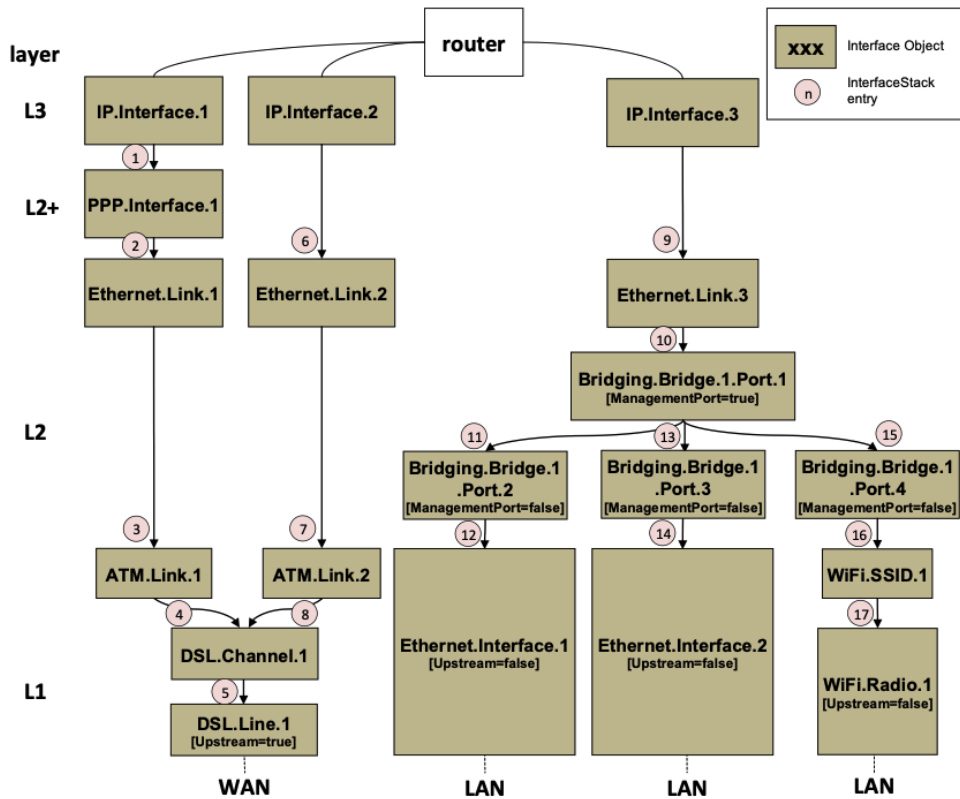 router
layer
xxx
Interface Object
n
InterfaceStack
entry
L3
IP.Interface.1
IP.Interface.2
IP.Interface.3
1
L2+
PPP.Interface.1
2
6
9
Ethernet.Link.1
Ethernet.Link.2
Ethernet.Link.3
10
Bridging.Bridge.1.Port.1
[ManagementPort=true]
L2
11
13
15
Bridging.Bridge.1
.Port.2
[ManagementPort=false]
Bridging.Bridge.1
.Port.3
[ManagementPort=false]
Bridging.Bridge.1
.Port.4
[ManagementPort=false]
3
7
12
14
16
ATM.Link.1
ATM.Link.2
WiFi.SSID.1
4
8
17
Ethernet.Interface.1
[Upstream=false]
Ethernet.Interface.2
[Upstream=false]
DSL.Channel.1
L1
5
WiFi.Radio.1
[Upstream=false]
DSL.Line.1
[Upstream=true]
WAN
LAN
LAN
LAN